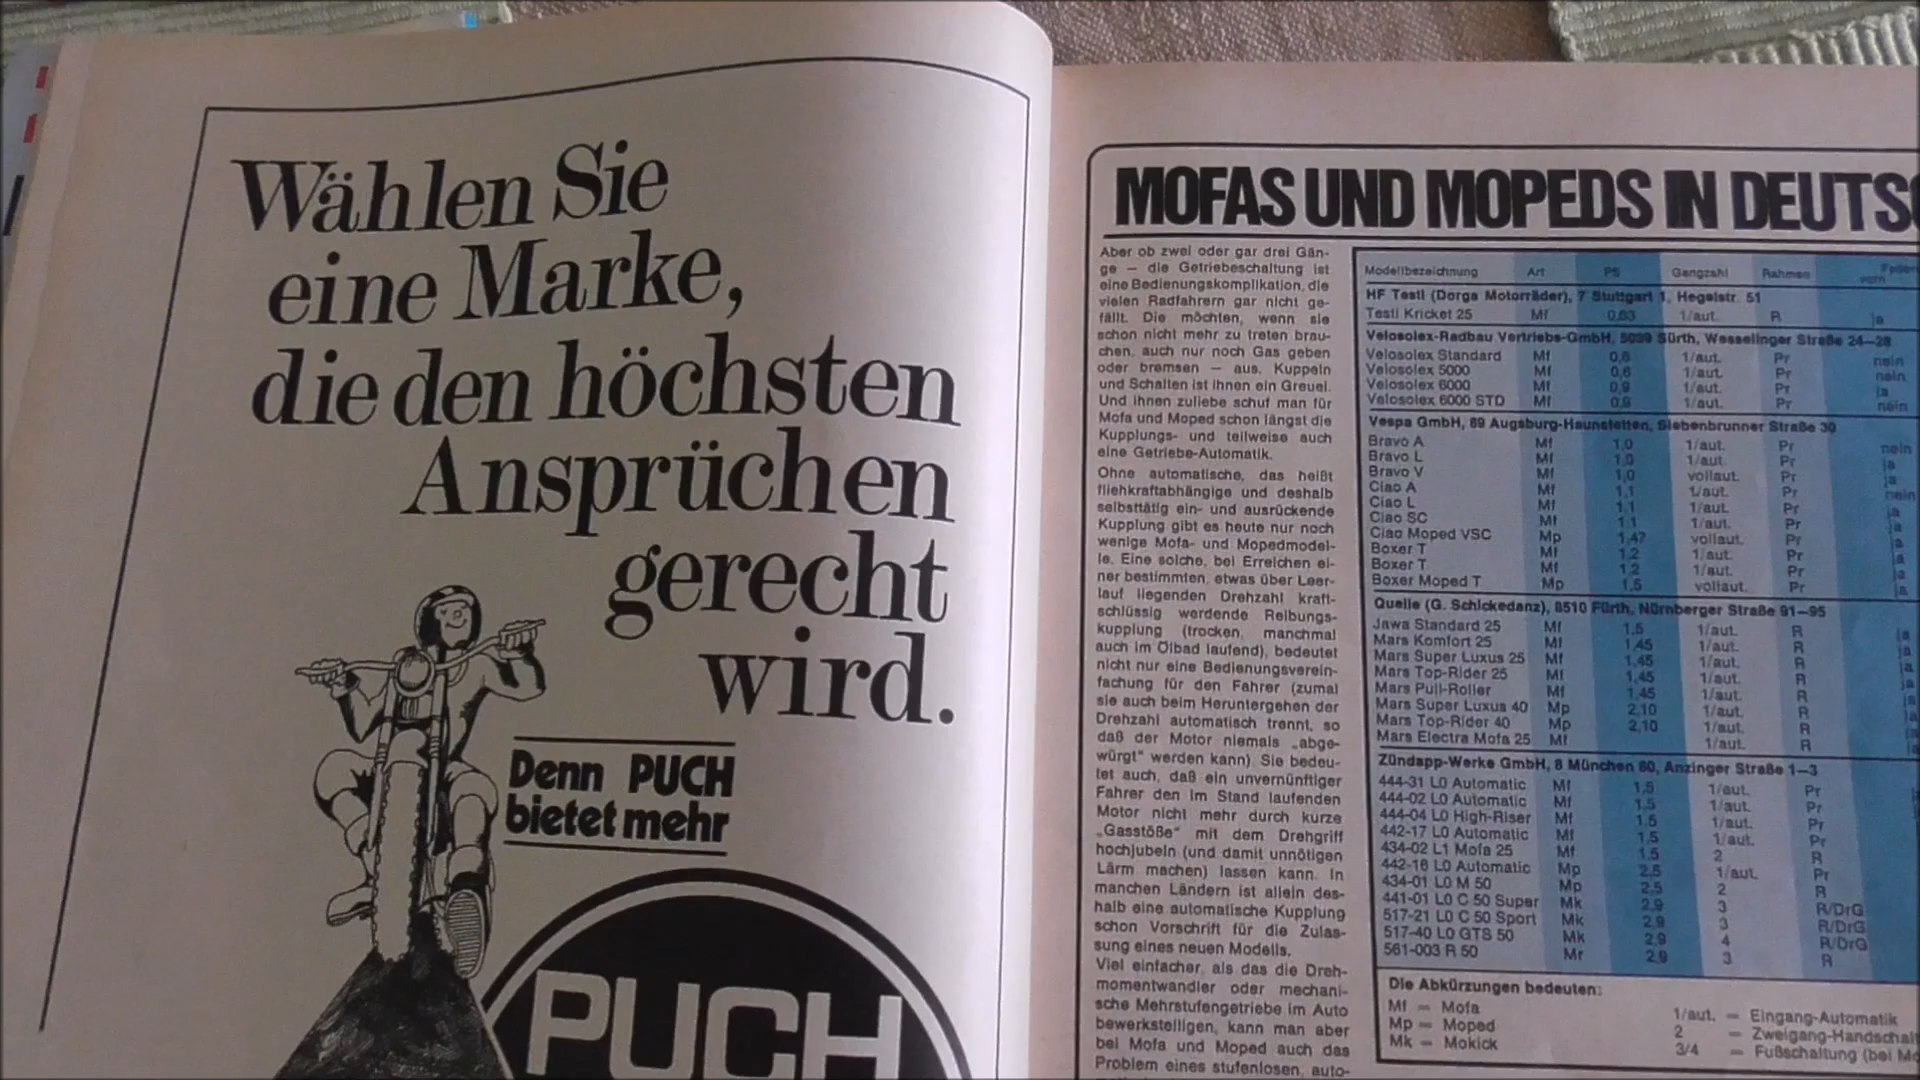 Wählen Sie
eine Marke,
die den höchsten
Ansprüchen
gerecht
wird.
Denn PUCH
bietet mehr
PUCH
MOFAS UND MOPEDS IN DEUTSC
Aber ob zwei oder gar drei Gän-
ge — die Getriebeschaltung ist
eine Bedienungskomplikation, die
vielen Radfahrern gar nicht ge-
fällt. Die möchten, wenn sie
schon nicht mehr zu treten brau-
chen, auch nur noch Gas geben
oder bremsen — aus. Kuppeln
und Schalten ist ihnen ein Greuel.
Und ihnen zuliebe schuf man für
Mofa und Moped schon längst die
Kupplungs- und teilweise auch
eine Getriebe-Automatik.
Ohne automatische, das heißt
fliehkraftabhängige und deshalb
selbsttätig ein- und ausrückende
Kupplung gibt es heute nur noch
wenige Mofa- und Mopedmodel-
le. Eine solche, bei Erreichen ei-
ner bestimmten, etwas über Leer-
lauf liegenden Drehzahl kraft-
schlüssig werdende Reibungs-
kupplung (trocken, manchmal
auch im Ölbad laufend), bedeutet
nicht nur eine Bedienungsverein-
fachung für den Fahrer (zumal
sie auch beim Heruntergehen der
Drehzahl automatisch trennt, so
daß der Motor niemals „abge-
würgt“ werden kann) Sie bedeu-
tet auch, daß ein unvernünftiger
Fahrer den im Stand laufenden
Motor nicht mehr durch kurze
„Gasstöße“ mit dem Drehgriff
hochjubeln (und damit unnötigen
Lärm machen) lassen kann. In
manchen Ländern ist allein des-
halb eine automatische Kupplung
schon Vorschrift für die Zulas-
sung eines neuen Modells.
Viel einfacher, als das die Dreh-
momentwandler oder mechani-
sche Mehrstufengetriebe im Auto
bewerkstelligen, kann man aber
bei Mofa und Moped auch das
Problem eines stufenlosen, auto-
Modellbezeichnung Art PS Gangzahl Rahmen
HF Testi (Dorga Motorräder), 7 Stuttgart 1, Hegelstr. 51
Testi Kricket 25 Mf 0,63 1/aut. R ja
Velosolex-Radbau Vertriebs-GmbH, 5039 Sürth, Wesselinger Straße 24—28
Velosolex Standard Mf 0,6 1/aut. Pr nein
Velosolex 5000 Mf 0,6 1/aut. Pr nein
Velosolex 6000 Mf 0,9 1/aut. Pr ja
Velosolex 6000 STD Mf 0,9 1/aut. Pr nein
Vespa GmbH, 89 Augsburg-Haunstetten, Siebenbrunner Straße 30
Bravo A Mf 1,0 1/aut. Pr nein
Bravo L Mf 1,0 1/aut. Pr ja
Bravo V Mf 1,0 vollaut. Pr ja
Ciao A Mf 1,1 1/aut. Pr nein
Ciao L Mf 1,1 1/aut. Pr ja
Ciao SC Mf 1,1 1/aut. Pr ja
Ciao Moped VSC Mp 1,47 vollaut. Pr ja
Boxer T Mf 1,2 1/aut. Pr ja
Boxer T Mf 1,2 1/aut. Pr ja
Boxer Moped T Mp 1,5 vollaut. Pr ja
Quelle (G. Schickedanz), 8510 Fürth, Nürnberger Straße 91—95
Jawa Standard 25 Mf 1,5 1/aut. R ja
Mars Komfort 25 Mf 1,45 1/aut. R ja
Mars Super Luxus 25 Mf 1,45 1/aut. R ja
Mars Top-Rider 25 Mf 1,45 1/aut. R ja
Mars Pull-Roller Mf 1,45 1/aut. R ja
Mars Super Luxus 40 Mp 2,10 1/aut. R ja
Mars Top-Rider 40 Mp 2,10 1/aut. R ja
Mars Electra Mofa 25 Mf 1/aut. R ja
Zündapp-Werke GmbH, 8 München 80, Anzinger Straße 1—3
444-31 L0 Automatic Mf 1,5 1/aut. Pr
444-02 L0 Automatic Mf 1,5 1/aut. Pr
444-04 L0 High-Riser Mf 1,5 1/aut. Pr
442-17 L0 Automatic Mf 1,5 1/aut. Pr
434-02 L1 Mofa 25 Mf 1,5 2 R
442-16 L0 Automatic Mp 2,5 1/aut. Pr
434-01 L0 M 50 Mp 2,5 2 R
441-01 L0 C 50 Super Mk 2,9 3 R/DrG
517-21 L0 C 50 Sport Mk 2,9 3 R/DrG
517-40 L0 GTS 50 Mk 2,9 4 R/DrG
561-003 R 50 Mr 2,9 3 R
Die Abkürzungen bedeuten:
Mf = Mofa
Mp = Moped
Mk = Mokick
1/aut. = Eingang-Automatik
2 = Zweigang-Handschalt
3/4 = Fußschaltung (bei Mo